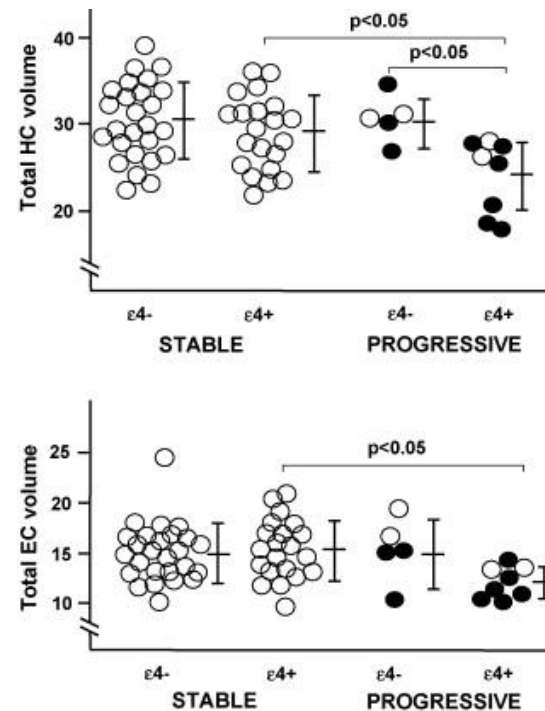 Total HC volume
40
30
20
p<0.05
p<0.05
ε4- ε4+ ε4- ε4+
STABLE PROGRESSIVE
Total EC volume
25
20
15
10
p<0.05
ε4- ε4+ ε4- ε4+
STABLE PROGRESSIVE